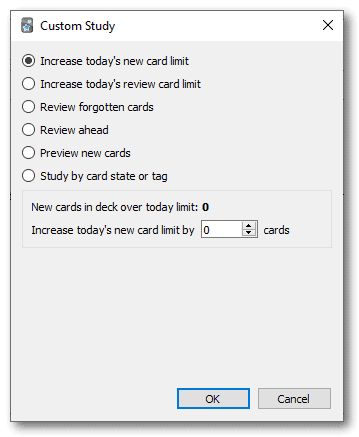 Custom Study
Increase today's new card limit
Increase today's review card limit
Review forgotten cards
Review ahead
Preview new cards
Study by card state or tag
New cards in deck over today limit: 0
Increase today's new card limit by 0 cards
OK Cancel